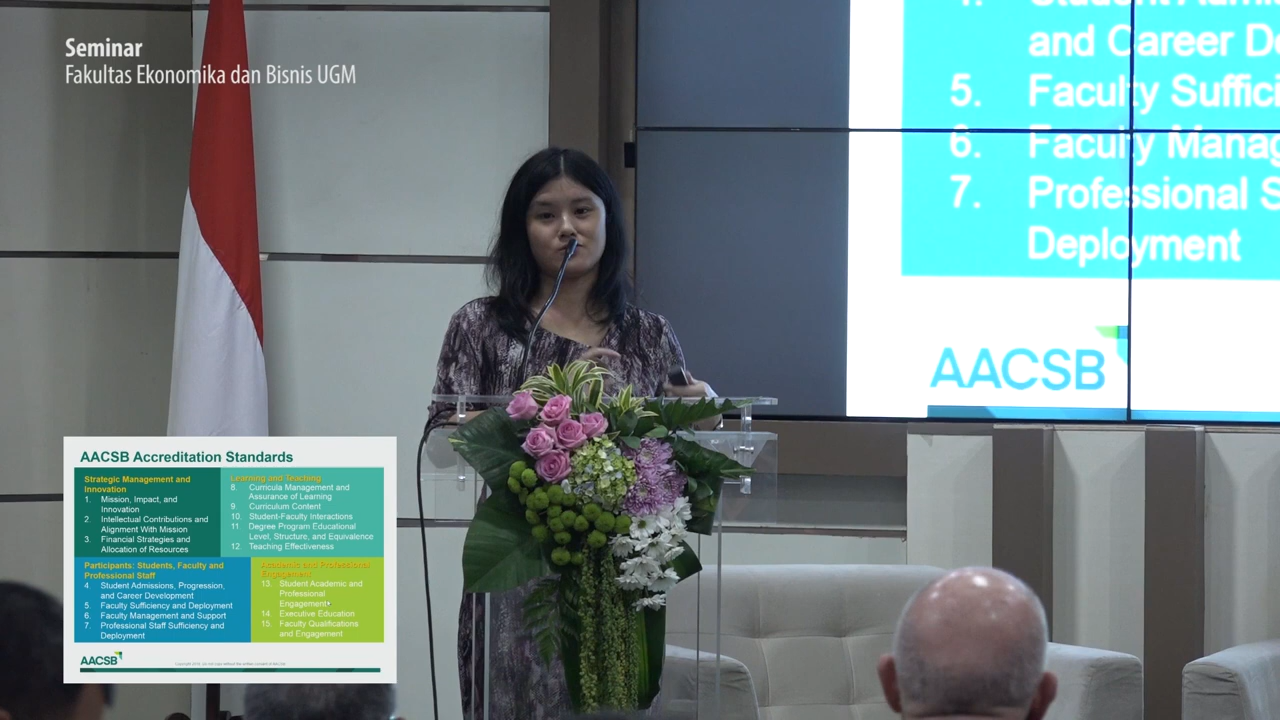 Seminar
Fakultas Ekonomika dan Bisnis UGM
and Career De
5. Faculty Suffici
6. Faculty Manag
7. Professional S
Deployment
AACSB
AACSB Accreditation Standards
Strategic Management and
Innovation
1. Mission, Impact, and
Innovation
2. Intellectual Contributions and
Alignment With Mission
3. Financial Strategies and
Allocation of Resources
Learning and Teaching
8. Curricula Management and
Assurance of Learning
9. Curriculum Content
10. Student-Faculty Interactions
11. Degree Program Educational
Level, Structure, and Equivalence
12. Teaching Effectiveness
Participants: Students, Faculty and
Professional Staff
4. Student Admissions, Progression,
and Career Development
5. Faculty Sufficiency and Deployment
6. Faculty Management and Support
7. Professional Staff Sufficiency and
Deployment
Academic and Professional
Engagement
13. Student Academic and
Professional
Engagement
14. Executive Education
15. Faculty Qualifications
and Engagement
AACSB